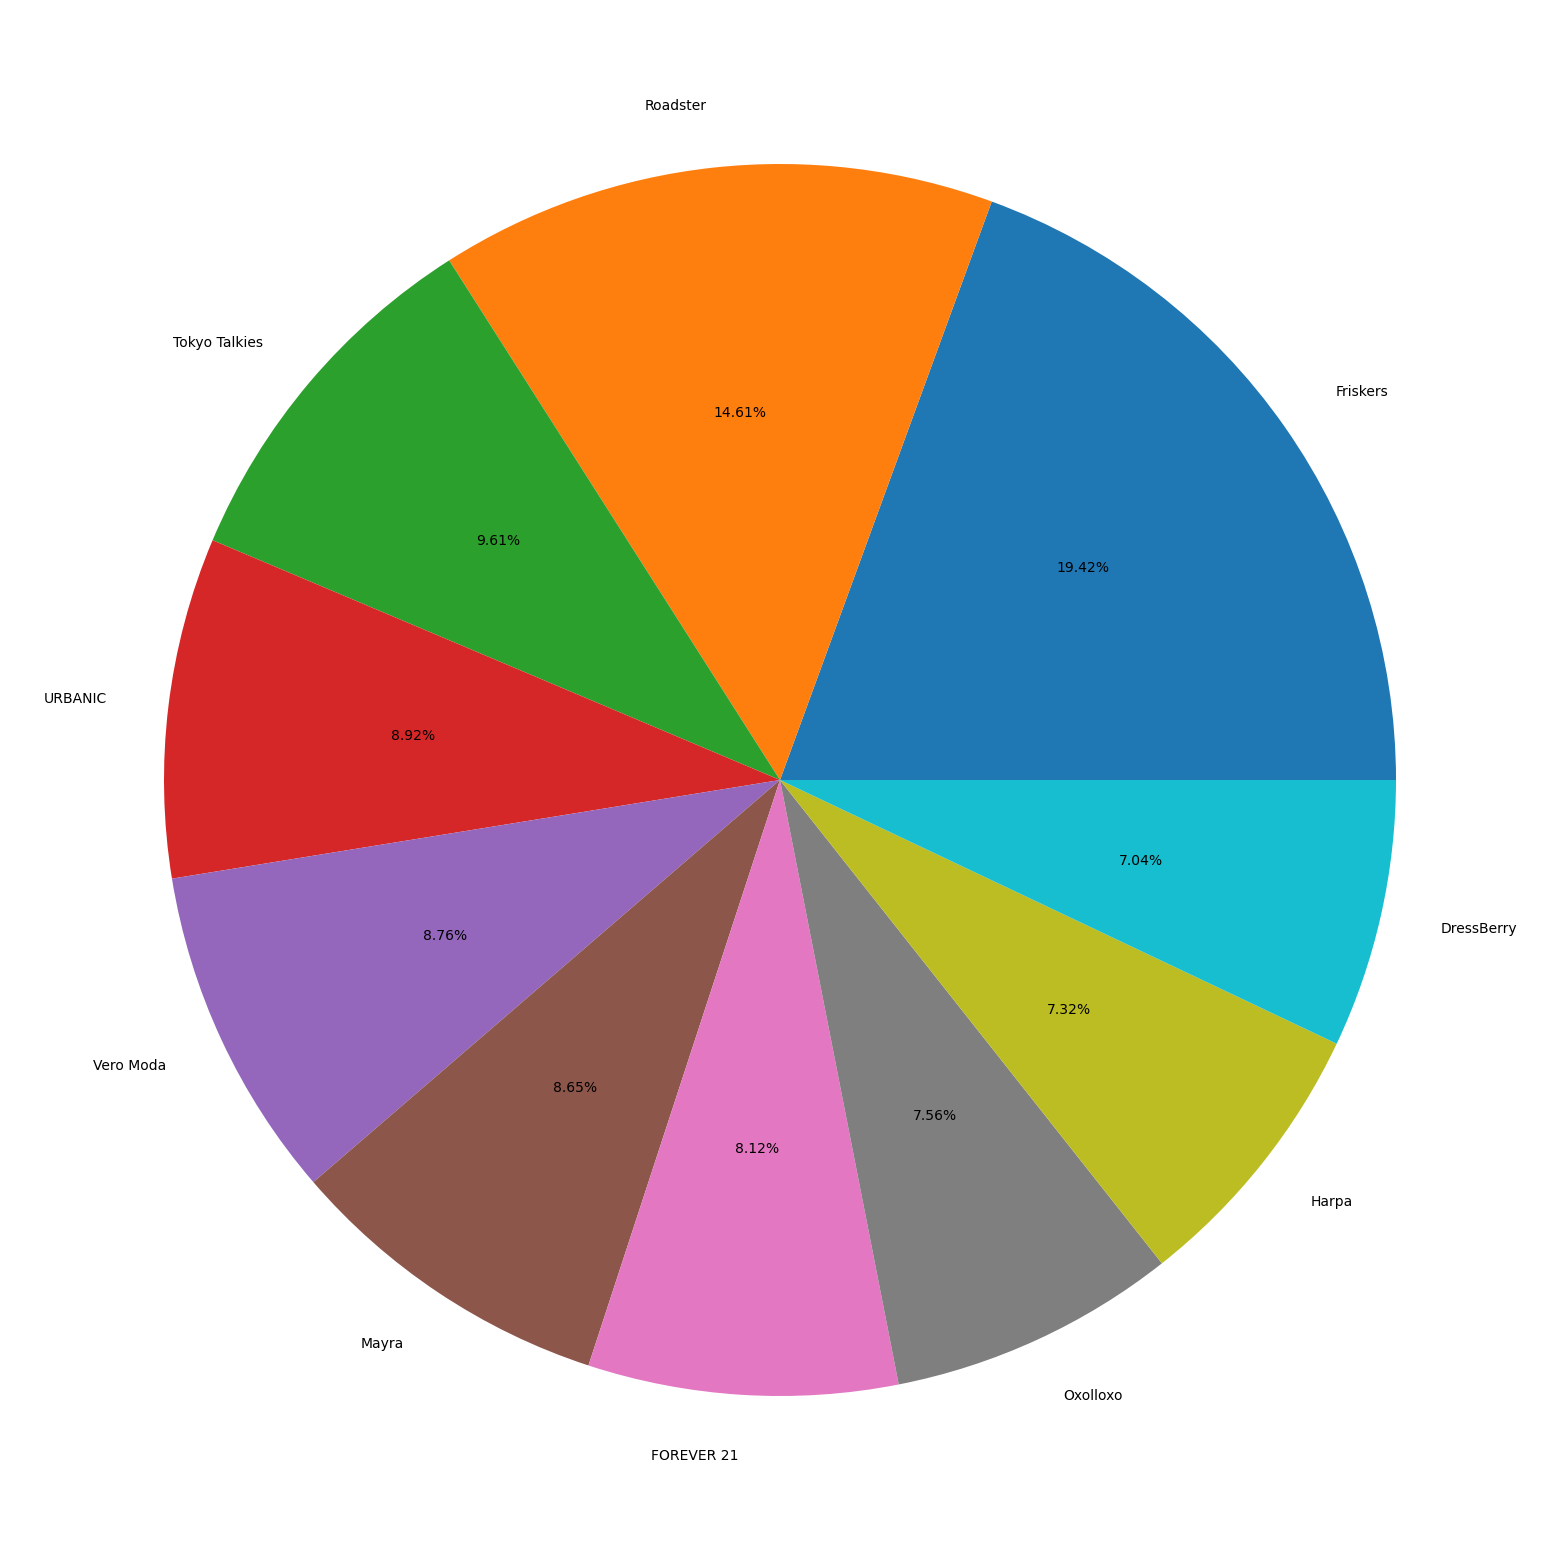 Roadster
Friskers
Tokyo Talkies
14.61%
9.61%
19.42%
URBANIC
8.92%
7.04%
8.76%
DressBerry
7.32%
Vero Moda
8.65%
7.56%
8.12%
Harpa
Mayra
Oxolloxo
FOREVER 21